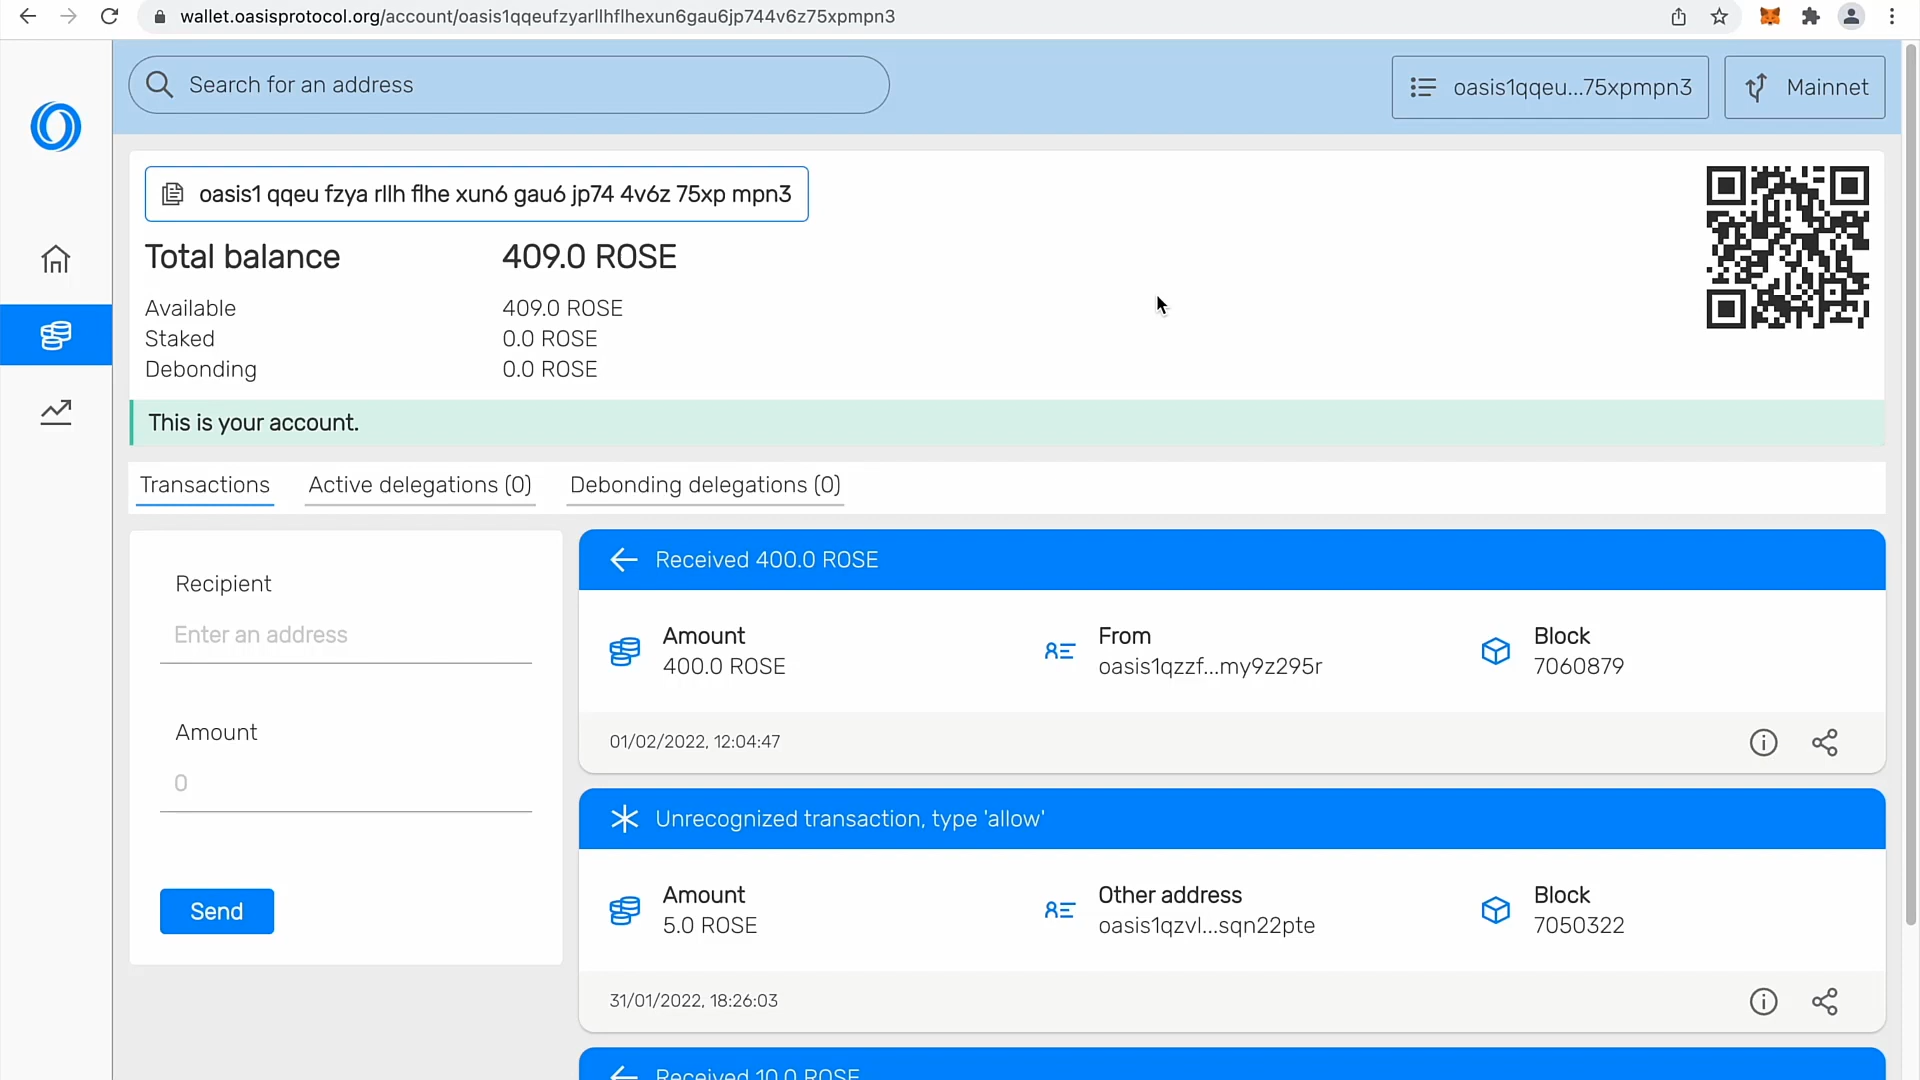 wallet.oasisprotocol.org/account/oasis1qqeufzyarllhflhexun6gau6jp744v6z75xpmpn3
Search for an address
oasis1qqeu...75xpmpn3
Mainnet
oasis1 qqeu fzya rllh flhe xun6 gau6 jp74 4v6z 75xp mpn3
Total balance 409.0 ROSE
Available 409.0 ROSE
Staked 0.0 ROSE
Debonding 0.0 ROSE
This is your account.
Transactions Active delegations (0) Debonding delegations (0)
Recipient
Enter an address
Amount
0
Send
Received 400.0 ROSE
Amount
400.0 ROSE
From
oasis1qzzf...my9z295r
Block
7060879
01/02/2022, 12:04:47
Unrecognized transaction, type 'allow'
Amount
5.0 ROSE
Other address
oasis1qzvl...sqn22pte
Block
7050322
31/01/2022, 18:26:03
Received 10.0 ROSE